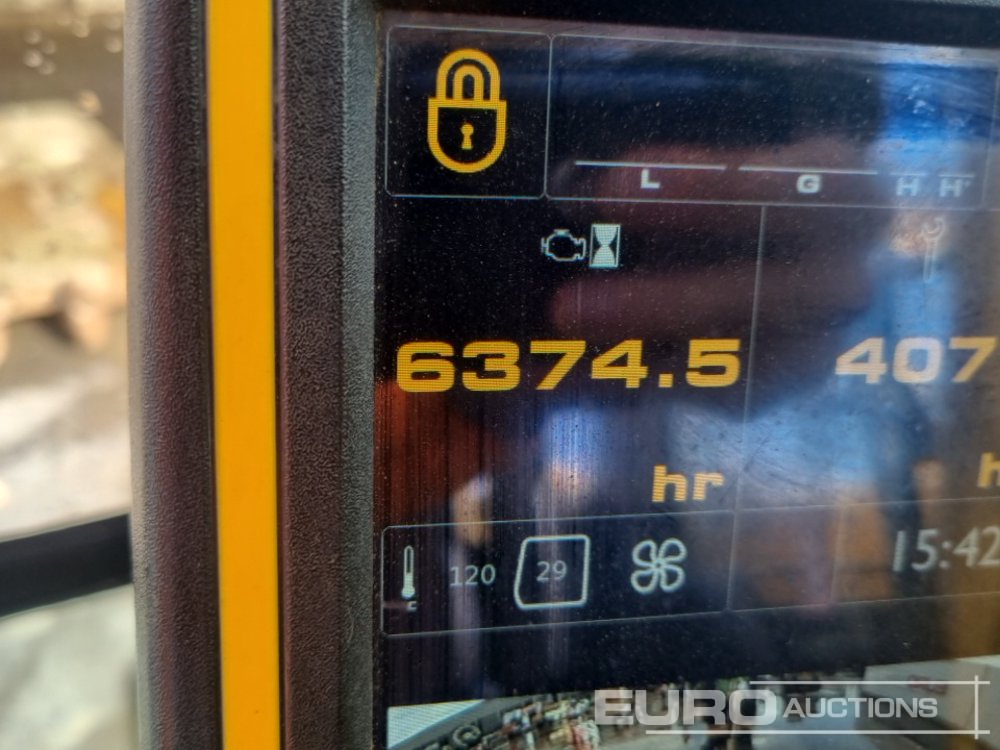 L G H H+
6374.5 407
hr h
c 120 29 15:42
EURO AUCTIONS